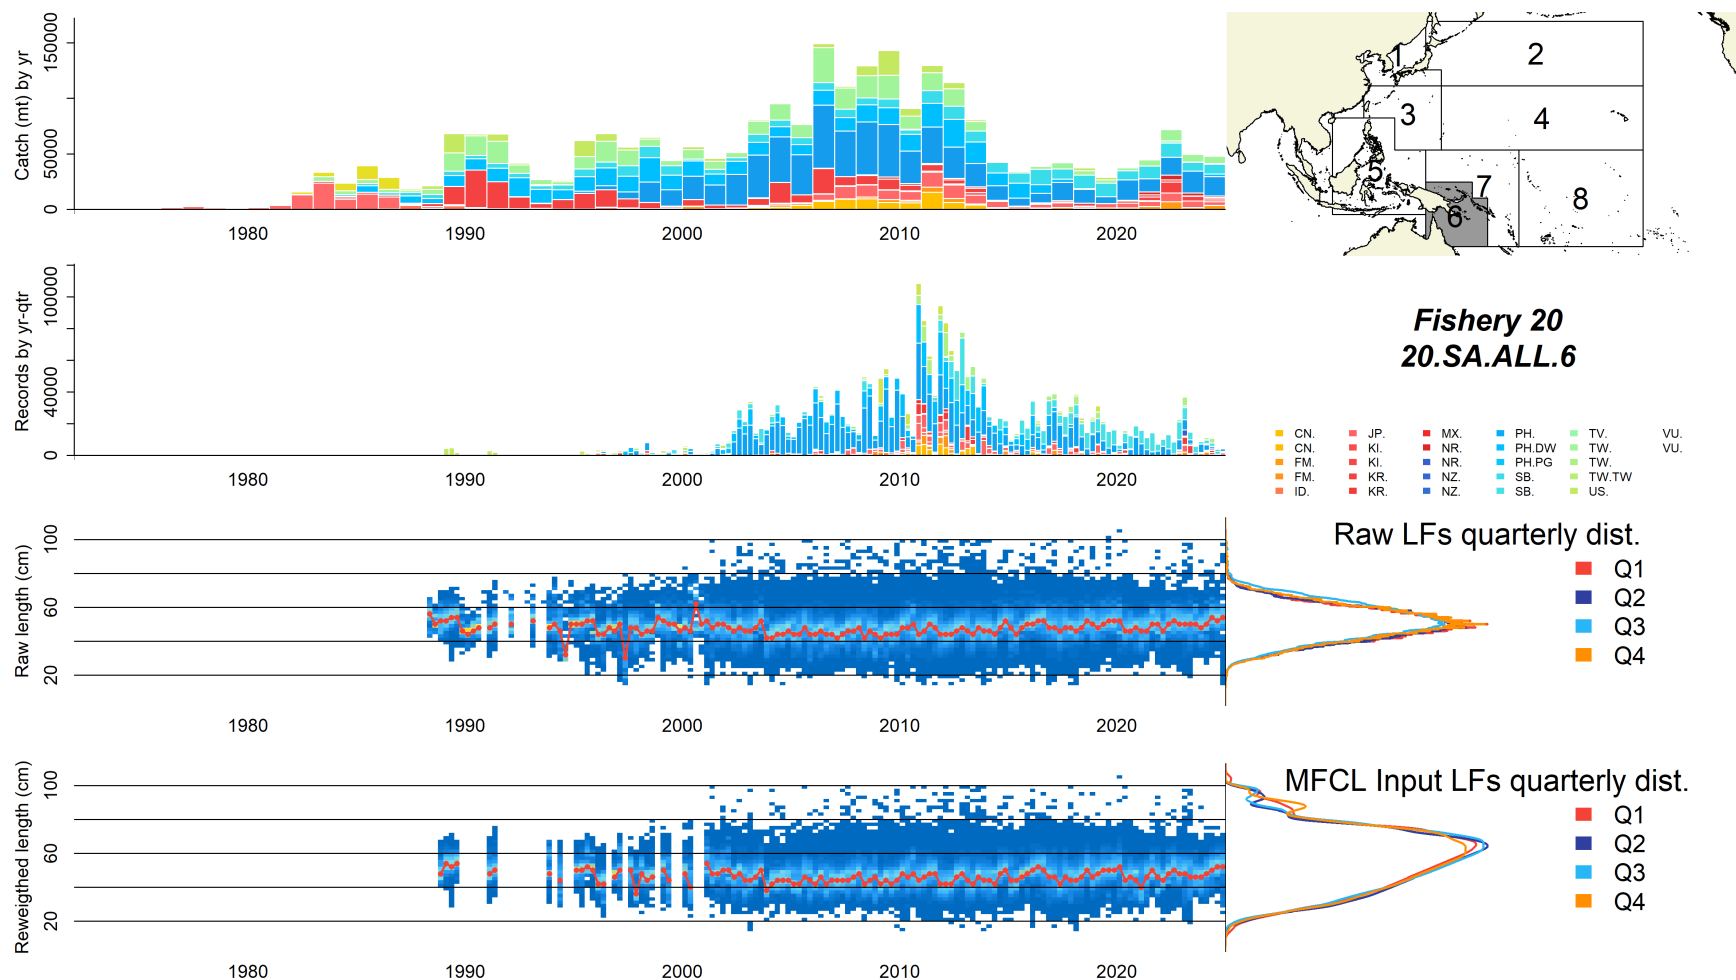 Catch (mt) by yr
150000
50000
0
1980
1990
2000
2010
2020
1
2
3
4
5
6
7
8
Records by yr-qtr
100000
40000
0
1980
1990
2000
2010
2020
Fishery 20
20.SA.ALL.6
CN. JP. MX. PH. TV. VU.
CN. KI. NR. PH.DW TW. VU.
FM. KI. NR. PH.PG TW.
FM. KR. NZ. SB. TW.TW
ID. KR. NZ. SB. US.
Raw length (cm)
100
60
20
1980
1990
2000
2010
2020
Raw LFs quarterly dist.
Q1
Q2
Q3
Q4
Reweigthed length (cm)
100
60
20
1980
1990
2000
2010
2020
MFCL Input LFs quarterly dist.
Q1
Q2
Q3
Q4